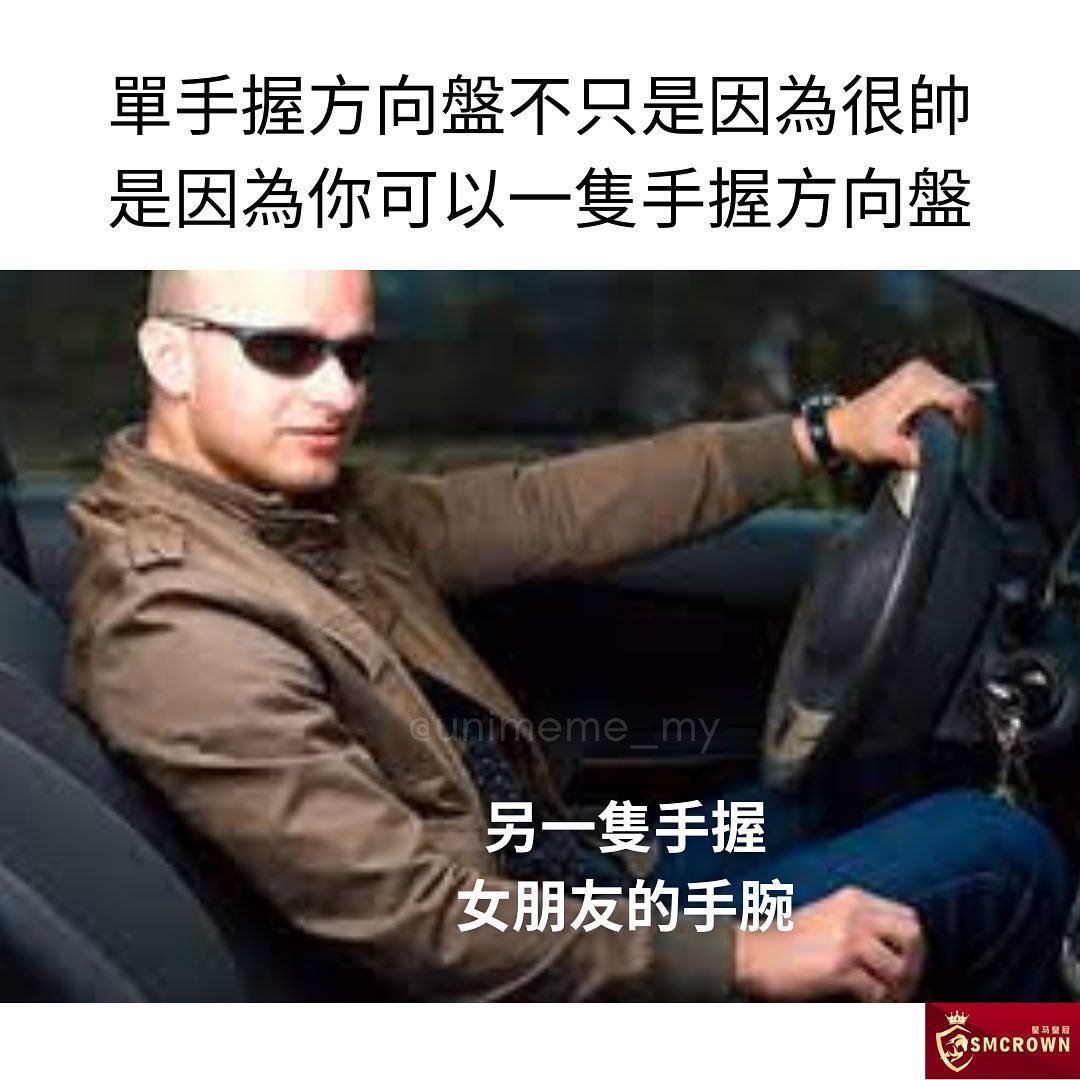 單手握方向盤不只是因為很帥
是因為你可以一隻手握方向盤
@unimeme_my
另一隻手握
女朋友的手腕
星马皇冠
SMCROWN